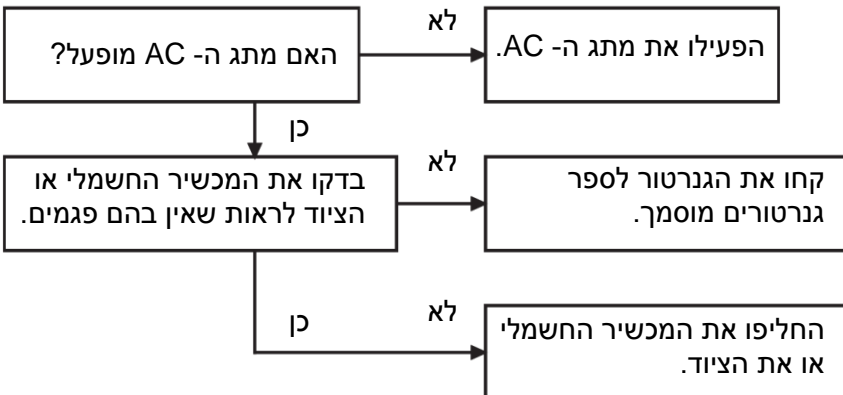 האם מתג ה- AC מופעל?
לא
הפעילו את מתג ה- AC.
כן
בדקו את המכשיר החשמלי או
הציוד לראות שאין בהם פגמים.
לא
קחו את הגנרטור לספר
גנרטורים מוסמך.
כן
לא
החליפו את המכשיר החשמלי
או את הציוד.